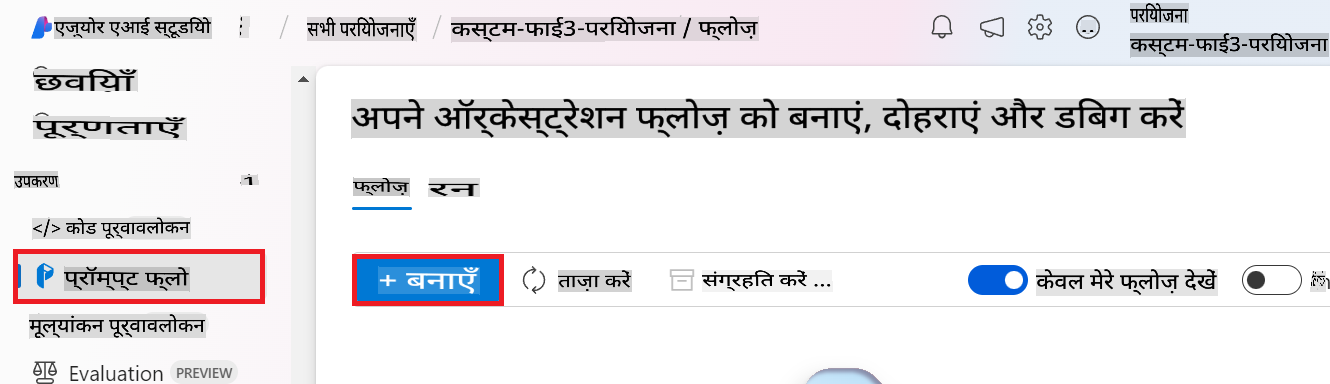 एज़्योर एआई स्टूडियो
/ सभी परियोजनाएँ / कस्टम-फाई3-परियोजना / फ्लोज़
परियोजना
कस्टम-फाई3-परियोजना
छवियाँ
पूर्णताएँ
उपकरण
</> कोड पूर्वावलोकन
प्रॉम्प्ट फ्लो
मूल्यांकन पूर्वावलोकन
Evaluation PREVIEW
अपने ऑर्केस्ट्रेशन फ्लोज़ को बनाएं, दोहराएं और डिबग करें
फ्लोज़ रन
+ बनाएँ ताज़ा करें संग्रहित करें ... केवल मेरे फ्लोज़ देखें